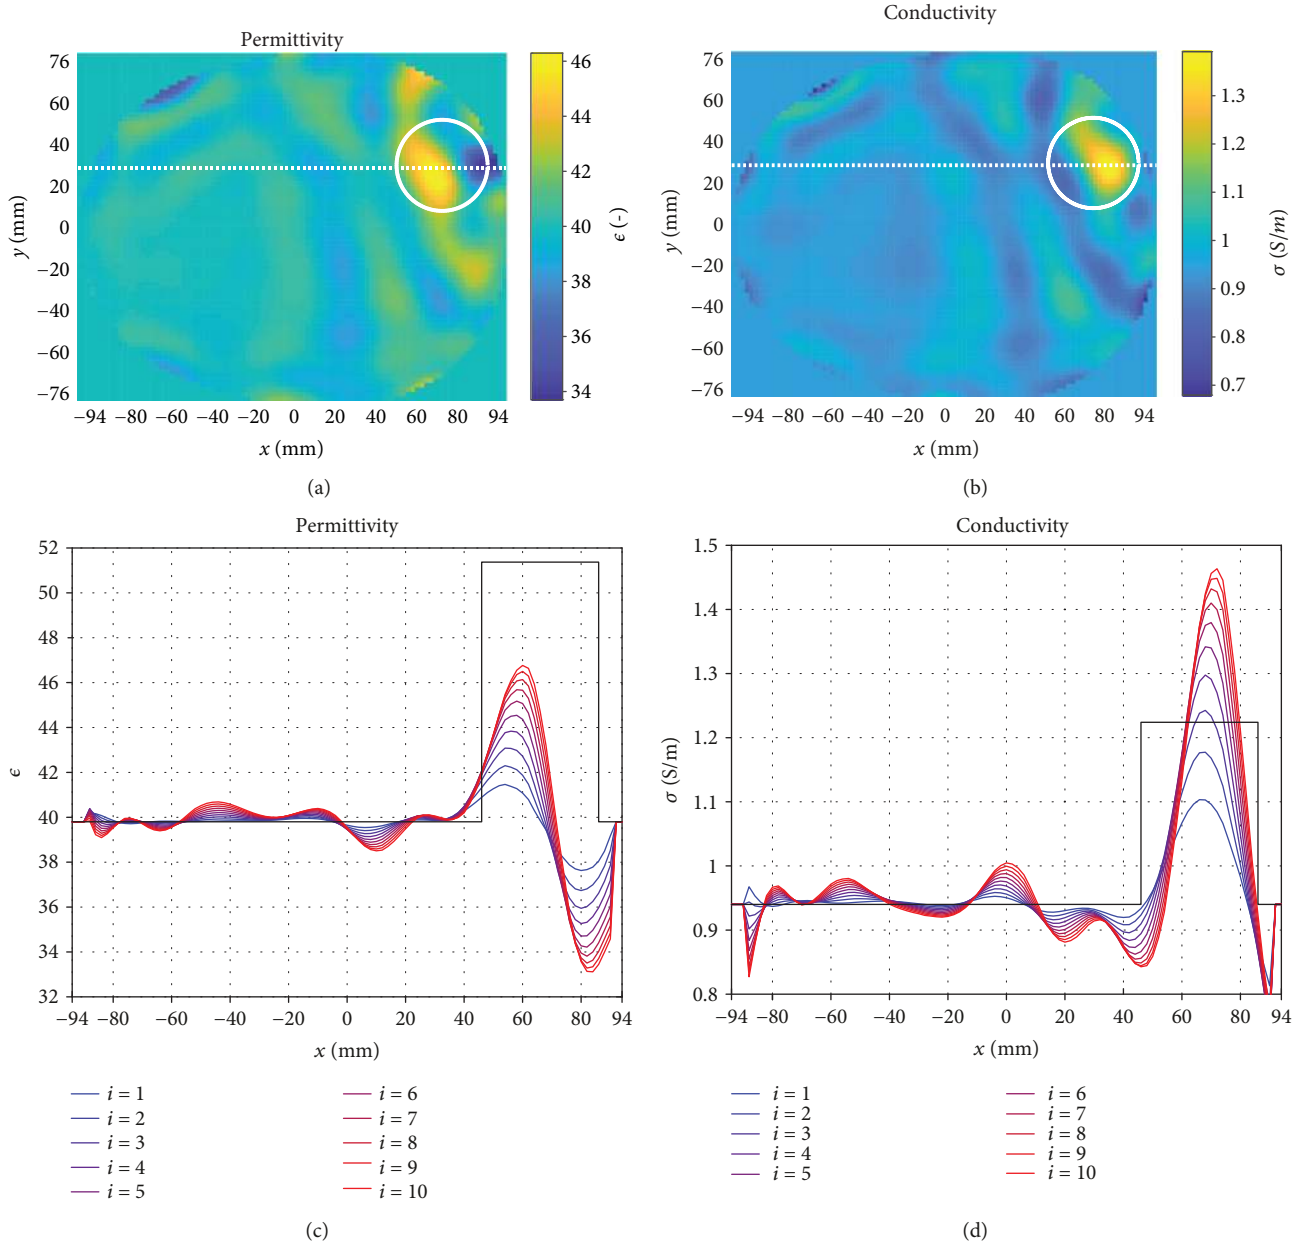 Permittivity
76
60
40
20
0
−20
−40
−60
−76
y (mm)
−94 −80 −60 −40 −20 0 20 40 60 80 94
x (mm)
46
44
42
40
38
36
34
ϵ (-)
(a)
Conductivity
76
60
40
20
0
−20
−40
−60
−76
y (mm)
−94 −80 −60 −40 −20 0 20 40 60 80 94
x (mm)
1.3
1.2
1.1
1
0.9
0.8
0.7
σ (S/m)
(b)
Permittivity
52
50
48
46
44
42
40
38
36
34
32
ϵ
−94 −80 −60 −40 −20 0 20 40 60 80 94
x (mm)
i = 1
i = 2
i = 3
i = 4
i = 5
i = 6
i = 7
i = 8
i = 9
i = 10
(c)
Conductivity
1.5
1.4
1.3
1.2
1.1
1
0.9
0.8
σ (S/m)
−94 −80 −60 −40 −20 0 20 40 60 80 94
x (mm)
i = 1
i = 2
i = 3
i = 4
i = 5
i = 6
i = 7
i = 8
i = 9
i = 10
(d)